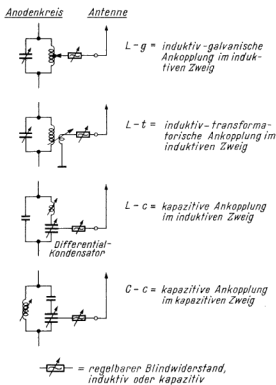 Anodenkreis Antenne
L-g = induktiv-galvanische
Ankopplung im induk-
tiven Zweig
L-t = induktiv-transforma-
torische Ankopplung im
induktiven Zweig
L-c = kapazitive Ankopplung
im induktiven Zweig
Differential-
Kondensator
C-c = kapazitive Ankopplung
im kapazitiven Zweig
= regelbarer Blindwiderstand,
induktiv oder kapazitiv